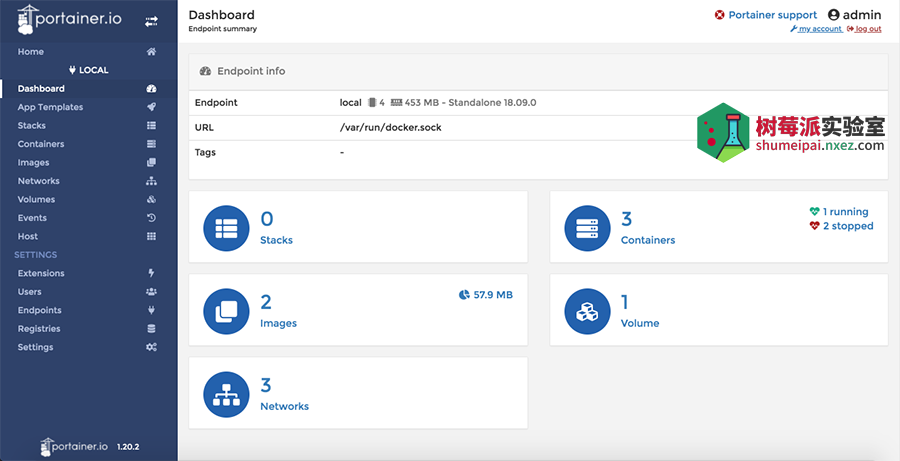 portainer.io
Home
LOCAL
Dashboard
App Templates
Stacks
Containers
Images
Networks
Volumes
Events
Host
SETTINGS
Extensions
Users
Endpoints
Registries
Settings
portainer.io 1.20.2
Dashboard
Endpoint summary
Portainer support admin
my account log out
Endpoint info
Endpoint local 4 453 MB - Standalone 18.09.0
URL /var/run/docker.sock
Tags -
树莓派实验室
shumeipai.nxez.com
0
Stacks
3
Containers
1 running
2 stopped
2
Images
57.9 MB
1
Volume
3
Networks